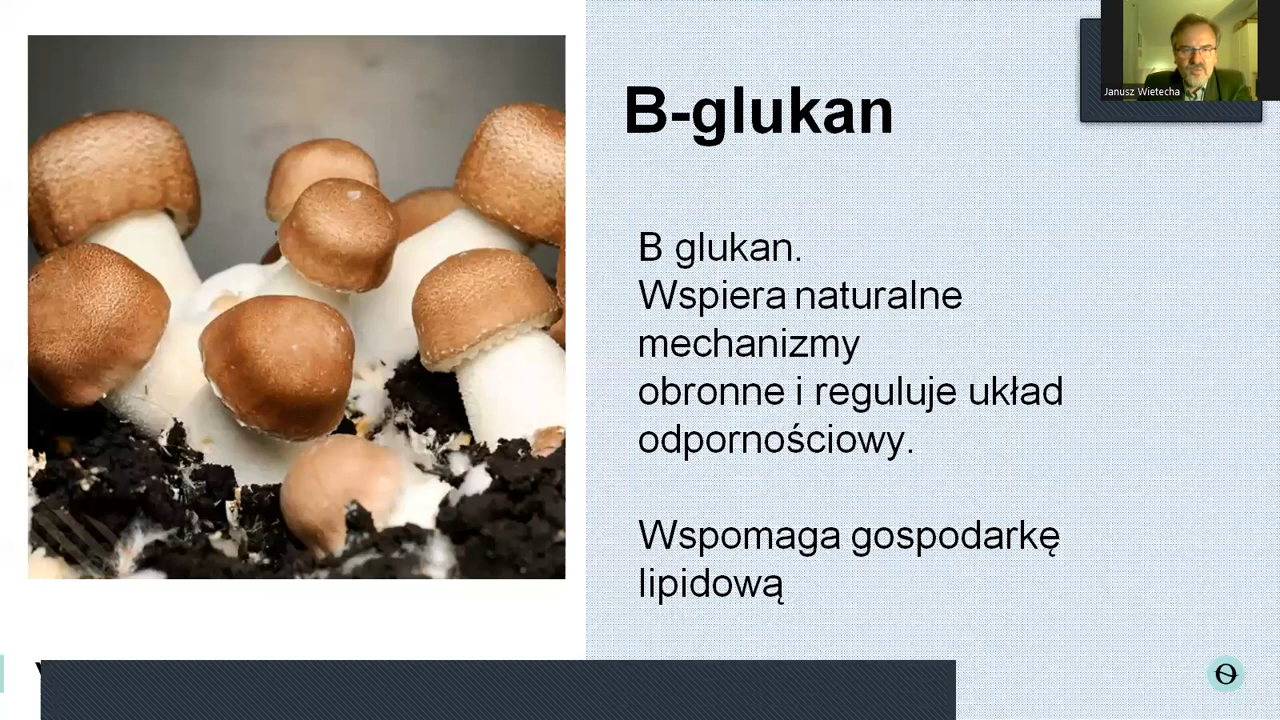 Janusz Wietecha
B-glukan
B glukan.
Wspiera naturalne
mechanizmy
obronne i reguluje układ
odpornościowy.
Wspomaga gospodarkę
lipidową